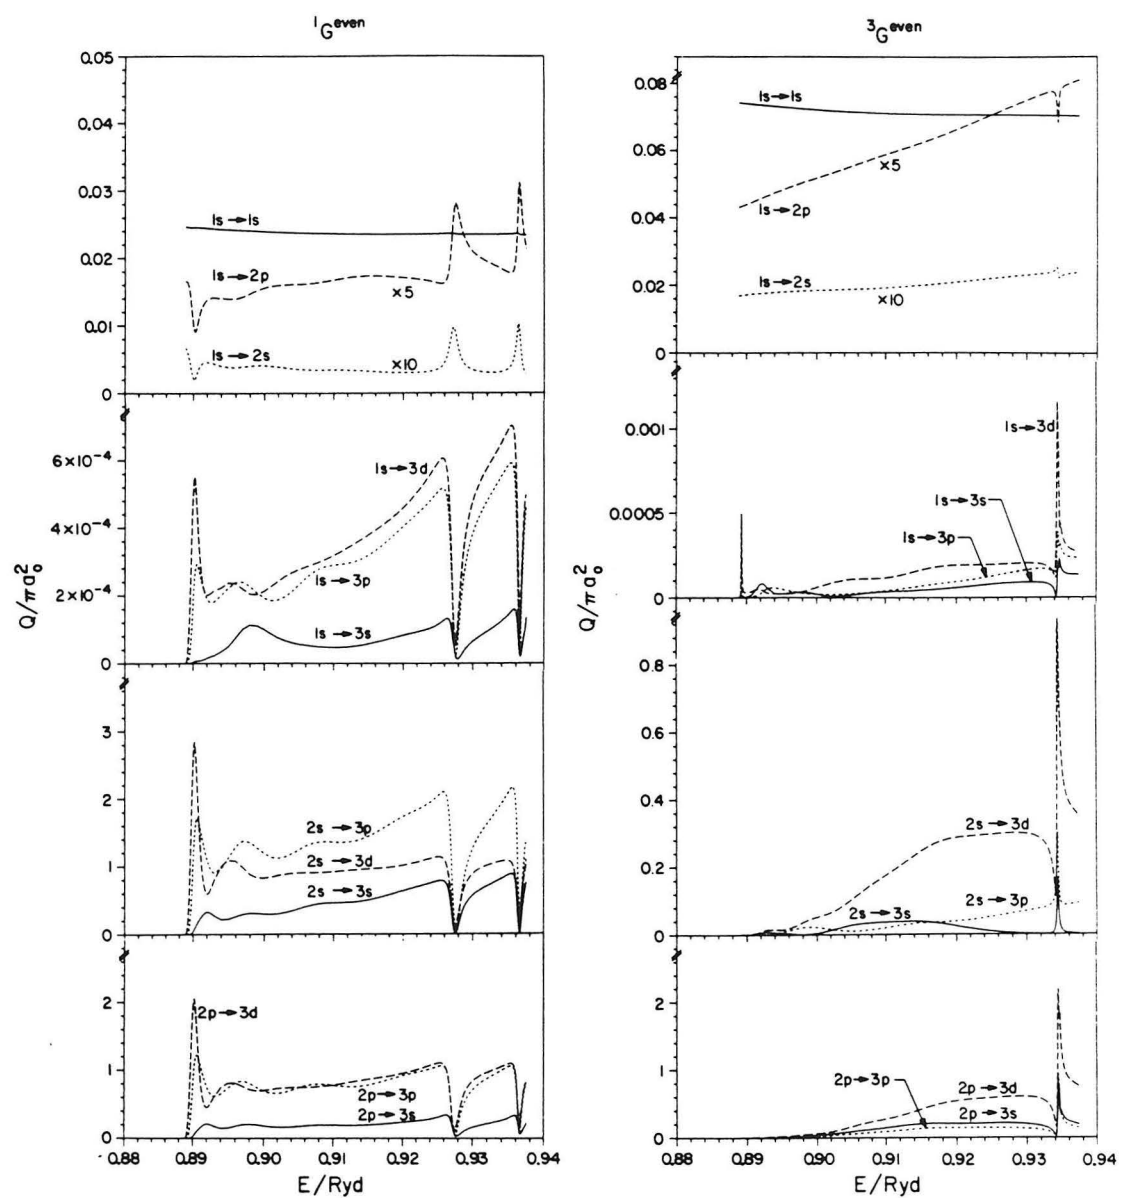 ¹Gᵉᵛᵉⁿ
0.05
0.04
0.03
0.02
0.01
0
1s→1s
1s→2p
×5
1s→2s
×10
6×10⁻⁴
4×10⁻⁴
2×10⁻⁴
0
1s→3d
1s→3p
1s→3s
Q/πa₀²
3
2
1
0
2s→3p
2s→3d
2s→3s
2
1
0
2p→3d
2p→3p
2p→3s
0.88 0.89 0.90 0.91 0.92 0.93 0.94
E/Ryd
³Gᵉᵛᵉⁿ
0.08
0.06
0.04
0.02
0
1s→1s
×5
1s→2p
1s→2s
×10
0.001
0.0005
0
1s→3d
1s→3s
1s→3p
Q/πa₀²
0.8
0.6
0.4
0.2
0
2s→3d
2s→3p
2s→3s
2
1
0
2p→3p
2p→3d
2p→3s
0.88 0.89 0.90 0.91 0.92 0.93 0.94
E/Ryd